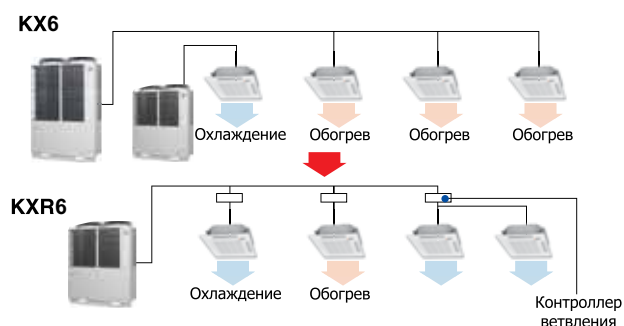 KX6
Охлаждение Обогрев Обогрев Обогрев
KXR6
Охлаждение Обогрев
Контроллер
ветвления